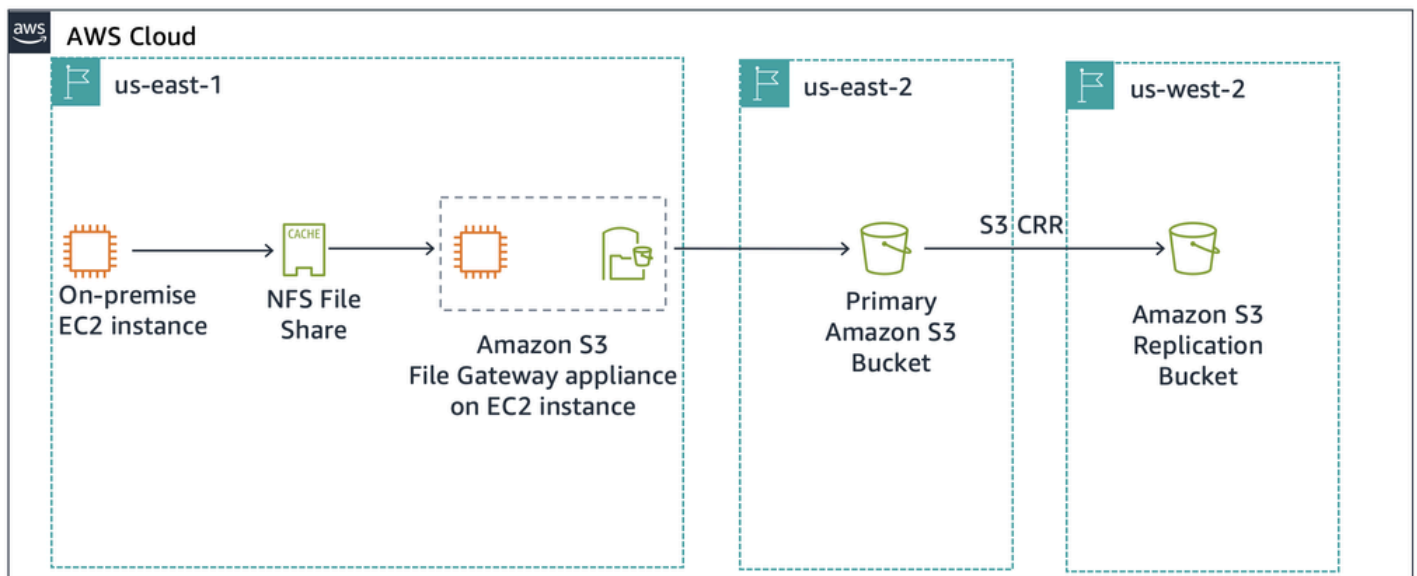 aws
AWS Cloud
us-east-1
us-east-2
us-west-2
CACHE
S3 CRR
On-premise
EC2 instance
NFS File
Share
Amazon S3
File Gateway appliance
on EC2 instance
Primary
Amazon S3
Bucket
Amazon S3
Replication
Bucket